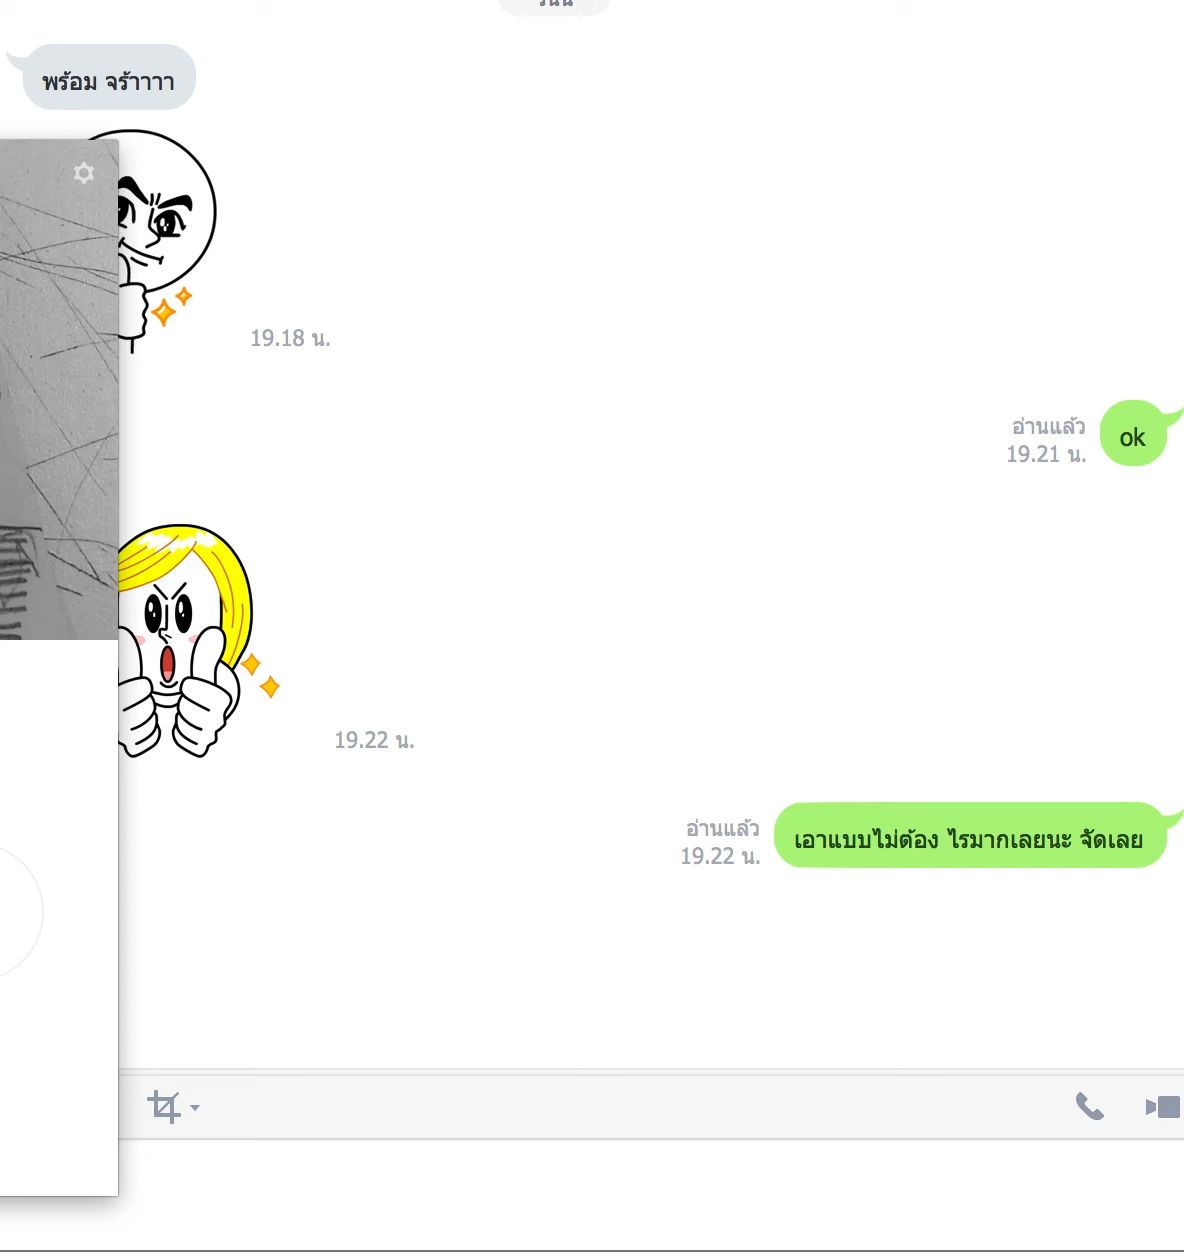 วันนี้
พร้อม จร้าาาา
19.18 น.
อ่านแล้ว
19.21 น.
ok
19.22 น.
อ่านแล้ว
19.22 น.
เอาแบบไม่ต้อง ไรมากเลยนะ จัดเลย